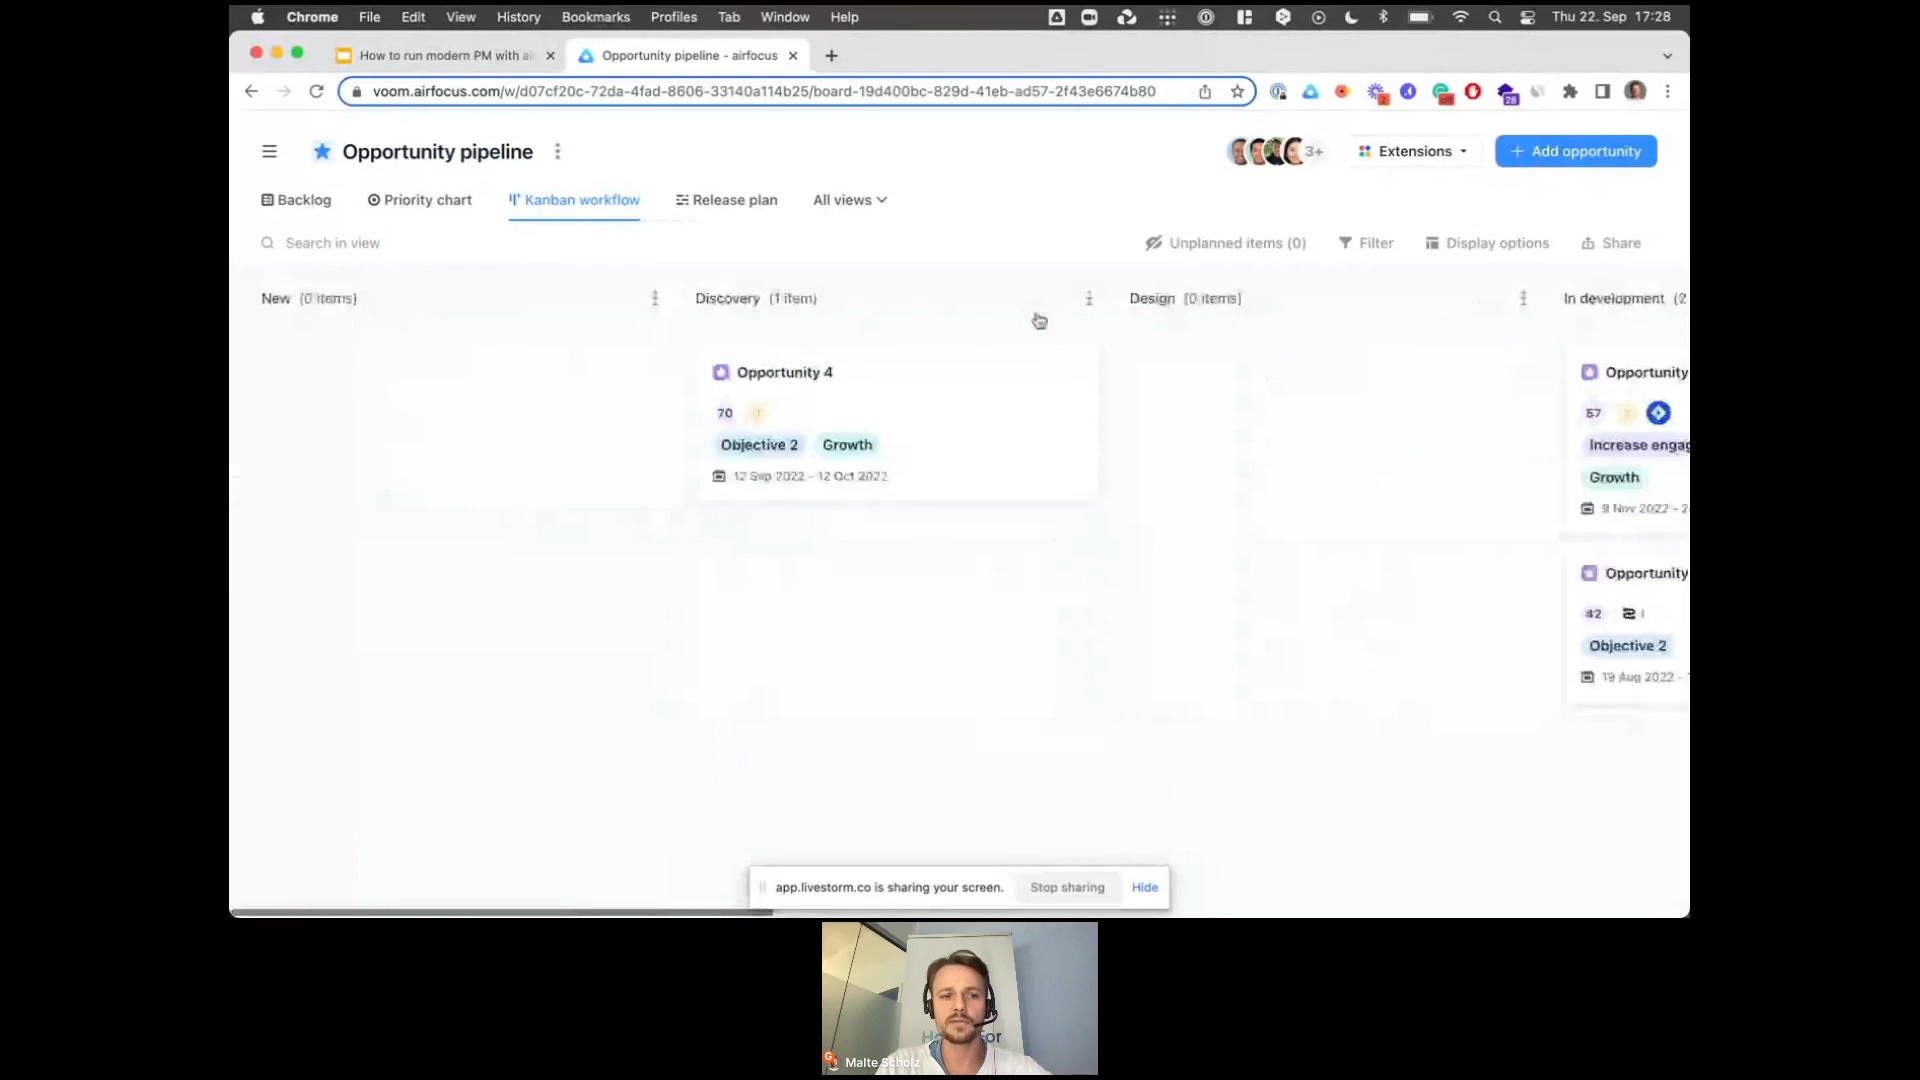 Chrome File Edit View History Bookmarks Profiles Tab Window Help Thu 22. Sep 17:28
How to run modern PM with ai
Opportunity pipeline - airfocus
voom.airfocus.com/w/d07cf20c-72da-4fad-8606-33140a114b25/board-19d400bc-829d-41eb-ad57-2f43e6674b80
28
Opportunity pipeline
3+
Extensions
Add opportunity
Backlog Priority chart Kanban workflow Release plan All views
Search in view
Unplanned items (0) Filter Display options Share
New (0 items)
Discovery (1 item)
Design (0 items)
In development (2
Opportunity 4
70
Objective 2 Growth
12 Sep 2022 - 12 Oct 2022
Opportunity
57
Increase engag
Growth
9 Nov 2022 - 2
Opportunity
42
Objective 2
19 Aug 2022 -
app.livestorm.co is sharing your screen. Stop sharing Hide
Malte Scholz